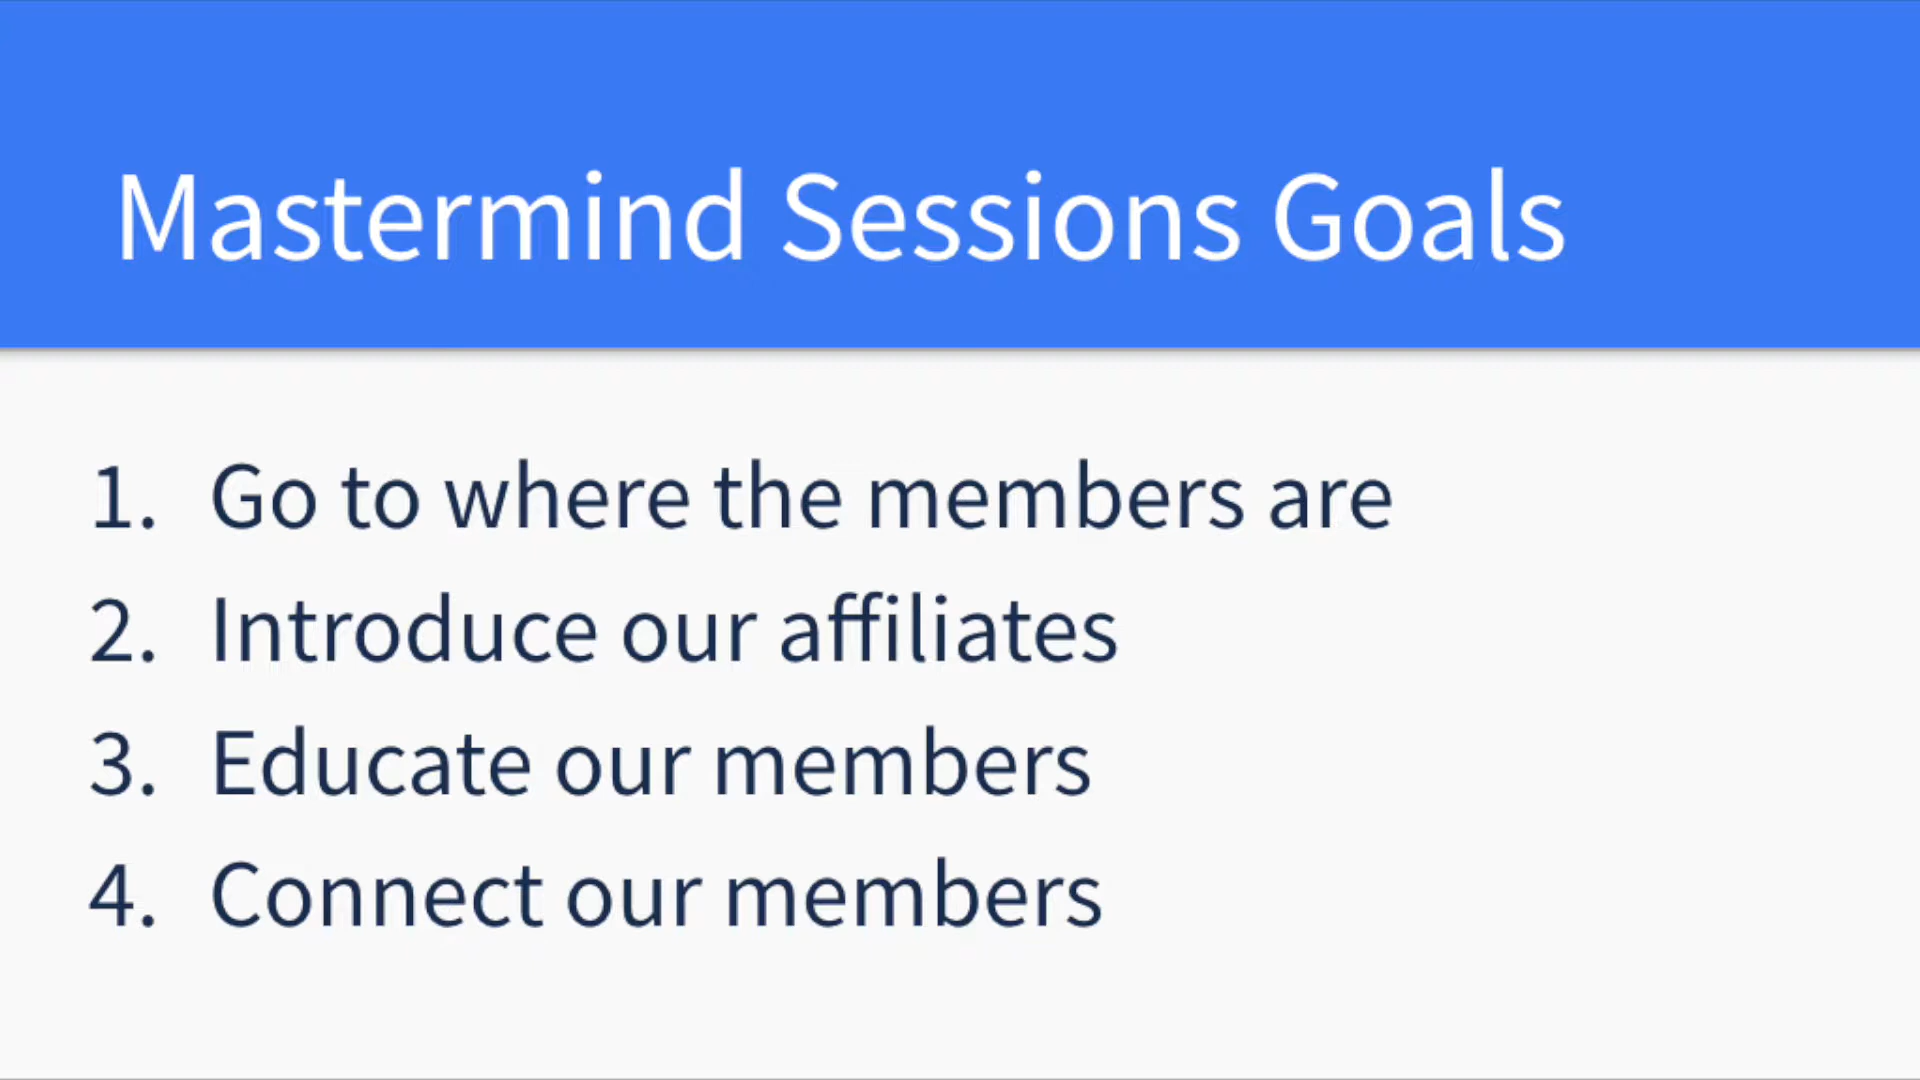 Mastermind Sessions Goals
1. Go to where the members are
2. Introduce our affiliates
3. Educate our members
4. Connect our members